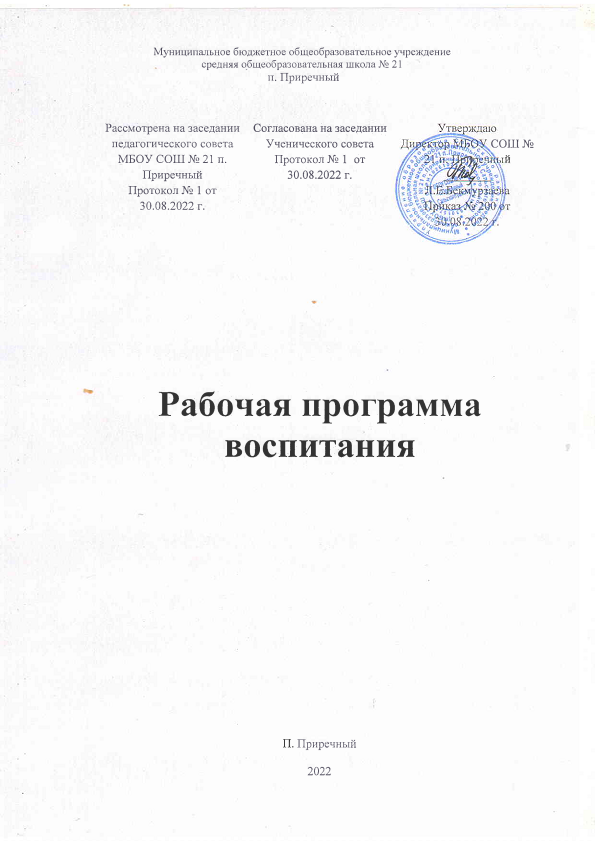 Муниципальное бюджетное общеобразовательное учреждение
средняя общеобразовательная школа № 21
п. Приречный
Рассмотрена на заседании
педагогического совета
МБОУ СОШ № 21 п.
Приречный
Протокол № 1 от
30.08.2022 г.
Согласована на заседании
Ученического совета
Протокол № 1 от
30.08.2022 г.
Утверждаю
Директор МБОУ СОШ №
21 п. Приречный
Л.Г.Бекмурзаева
Приказ № 200 от
30.08.2022 г.
Рабочая программа
воспитания
П. Приречный
2022